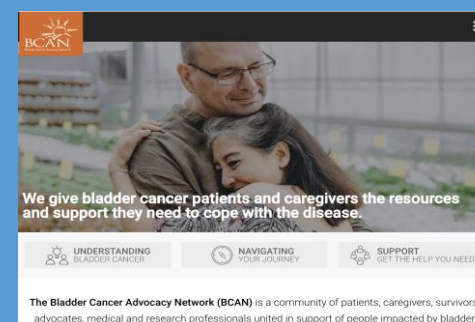 BCAN
We give bladder cancer patients and caregivers the resources
and support they need to cope with the disease.
UNDERSTANDING
BLADDER CANCER
NAVIGATING
YOUR JOURNEY
SUPPORT
GET THE HELP YOU NEED
The Bladder Cancer Advocacy Network (BCAN) is a community of patients, caregivers, survivors
advocates, medical and research professionals united in support of people impacted by bladder